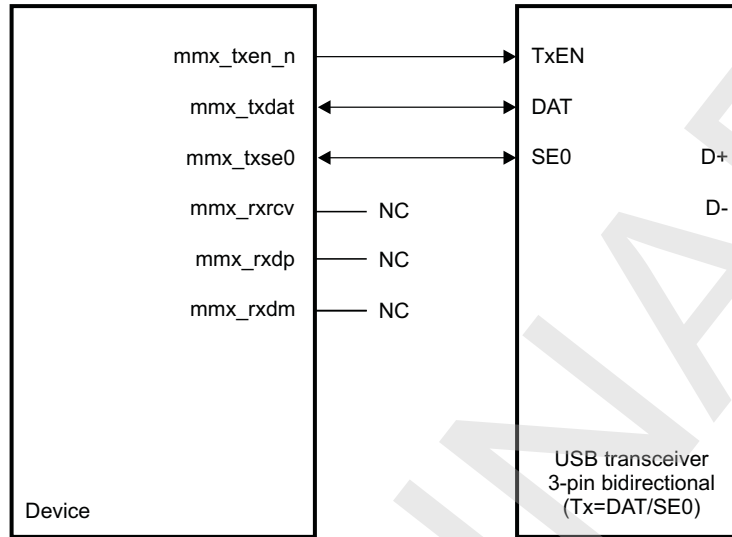 mmx_txen_n TxEN
mmx_txdat DAT
mmx_txse0 SE0 D+
mmx_rxrcv NC D-
mmx_rxdp NC
mmx_rxdm NC
USB transceiver
3-pin bidirectional
Device (Tx=DAT/SE0)